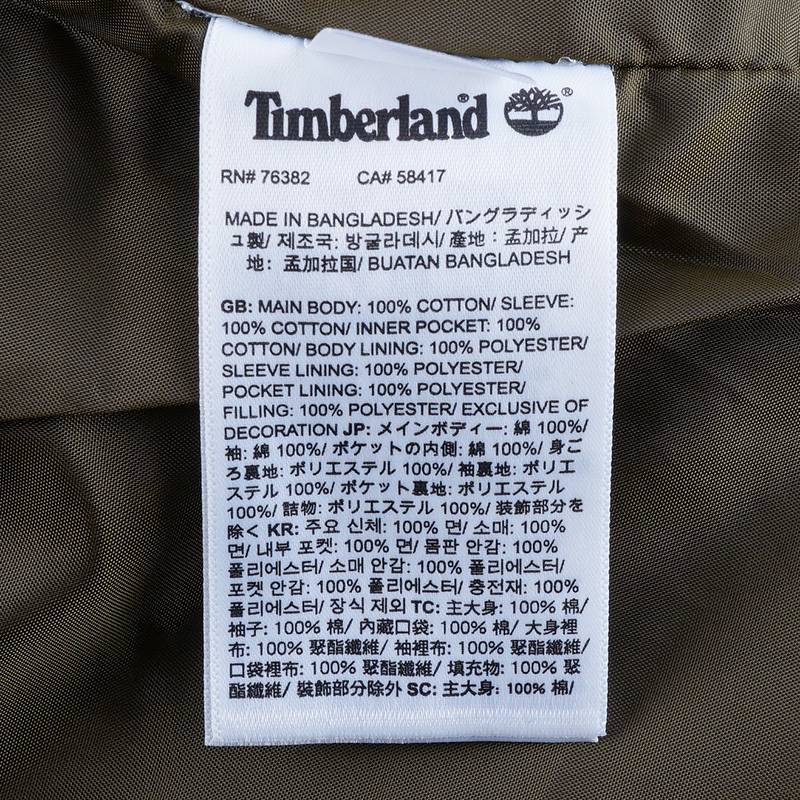 Timberland® ®
RN# 76382 CA# 58417
MADE IN BANGLADESH/ バングラディッシ
ュ製/ 제조국: 방굴라데시/ 產地：孟加拉/ 产
地：孟加拉国/ BUATAN BANGLADESH
GB: MAIN BODY: 100% COTTON/ SLEEVE:
100% COTTON/ INNER POCKET: 100%
COTTON/ BODY LINING: 100% POLYESTER/
SLEEVE LINING: 100% POLYESTER/
POCKET LINING: 100% POLYESTER/
FILLING: 100% POLYESTER/ EXCLUSIVE OF
DECORATION JP: メインボディー: 綿 100%/
袖: 綿 100%/ ポケットの内側: 綿 100%/ 身ご
ろ裏地: ポリエステル 100%/ 袖裏地: ポリエ
ステル 100%/ ポケット裏地: ポリエステル
100%/ 詰物: ポリエステル 100%/ 装飾部分を
除く KR: 주요 신체: 100% 면/ 소매: 100%
면/ 내부 포켓: 100% 면/ 몸판 안감: 100%
폴리에스터/ 소매 안감: 100% 폴리에스터/
포켓 안감: 100% 폴리에스터/ 충전재: 100%
폴리에스터/ 장식 제외 TC: 主大身: 100% 棉/
袖子: 100% 棉/ 內藏口袋: 100% 棉/ 大身裡
布: 100% 聚酯纖維/ 袖裡布: 100% 聚酯纖維/
口袋裡布: 100% 聚酯纖維/ 填充物: 100% 聚
酯纖維/ 裝飾部分除外 SC: 主大身: 100% 棉/